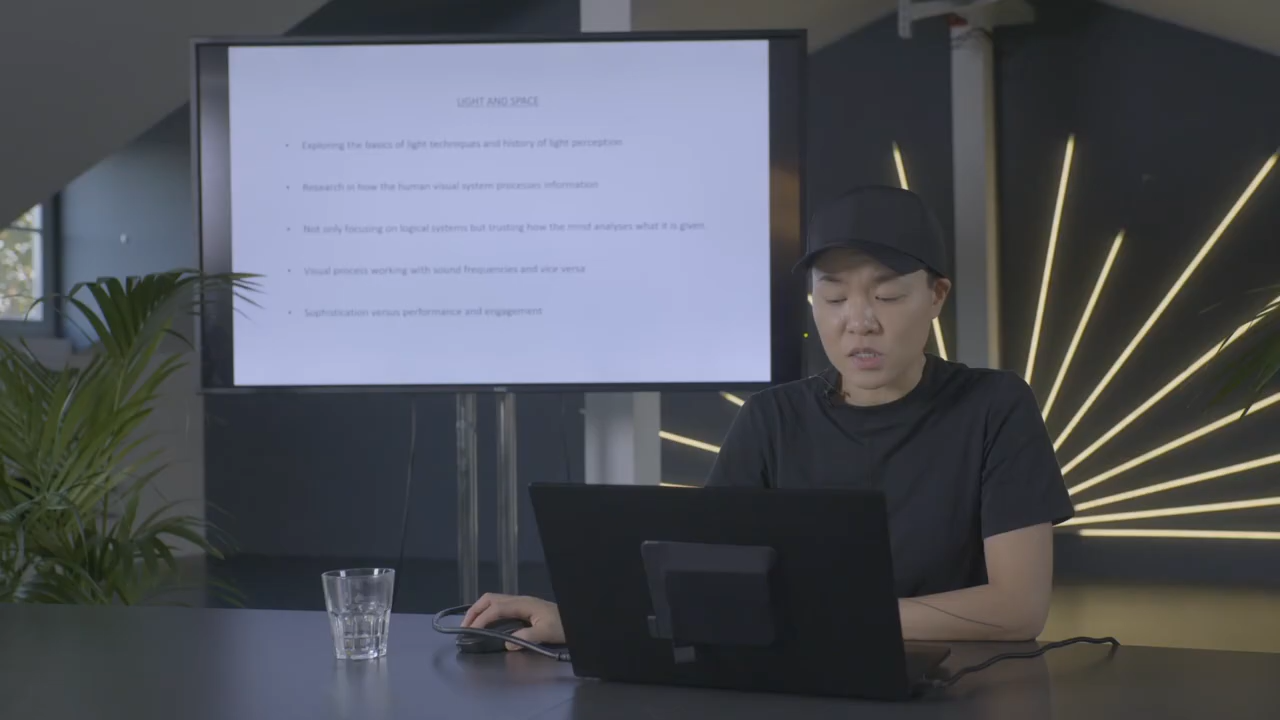 LIGHT AND SPACE
• Exploring the basics of light techniques and history of light perception
• Research in how the human visual system processes information
• Not only focusing on logical systems but trusting how the mind analyses what it is given.
• Visual process working with sound frequencies and vice versa
• Sophistication versus performance and engagement